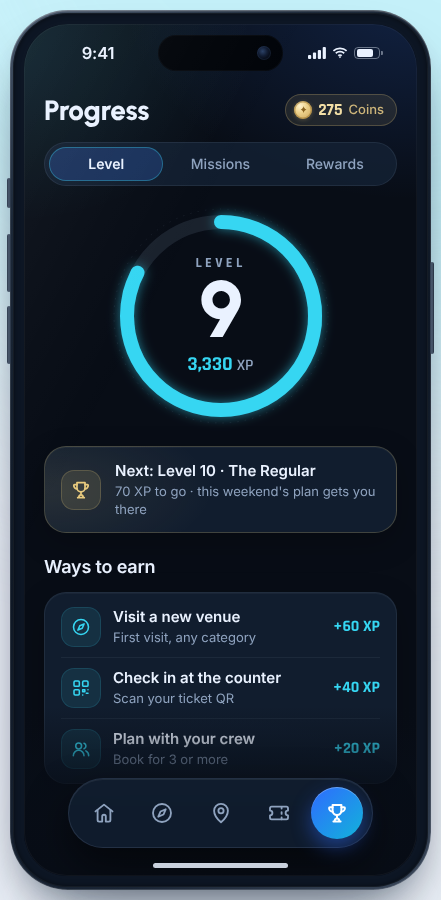 9:41
Progress
275 Coins
Level Missions Rewards
LEVEL
9
3,330 XP
Next: Level 10 · The Regular
70 XP to go · this weekend's plan gets you
there
Ways to earn
Visit a new venue
First visit, any category
+60 XP
Check in at the counter
Scan your ticket QR
+40 XP
Plan with your crew
Book for 3 or more
+20 XP